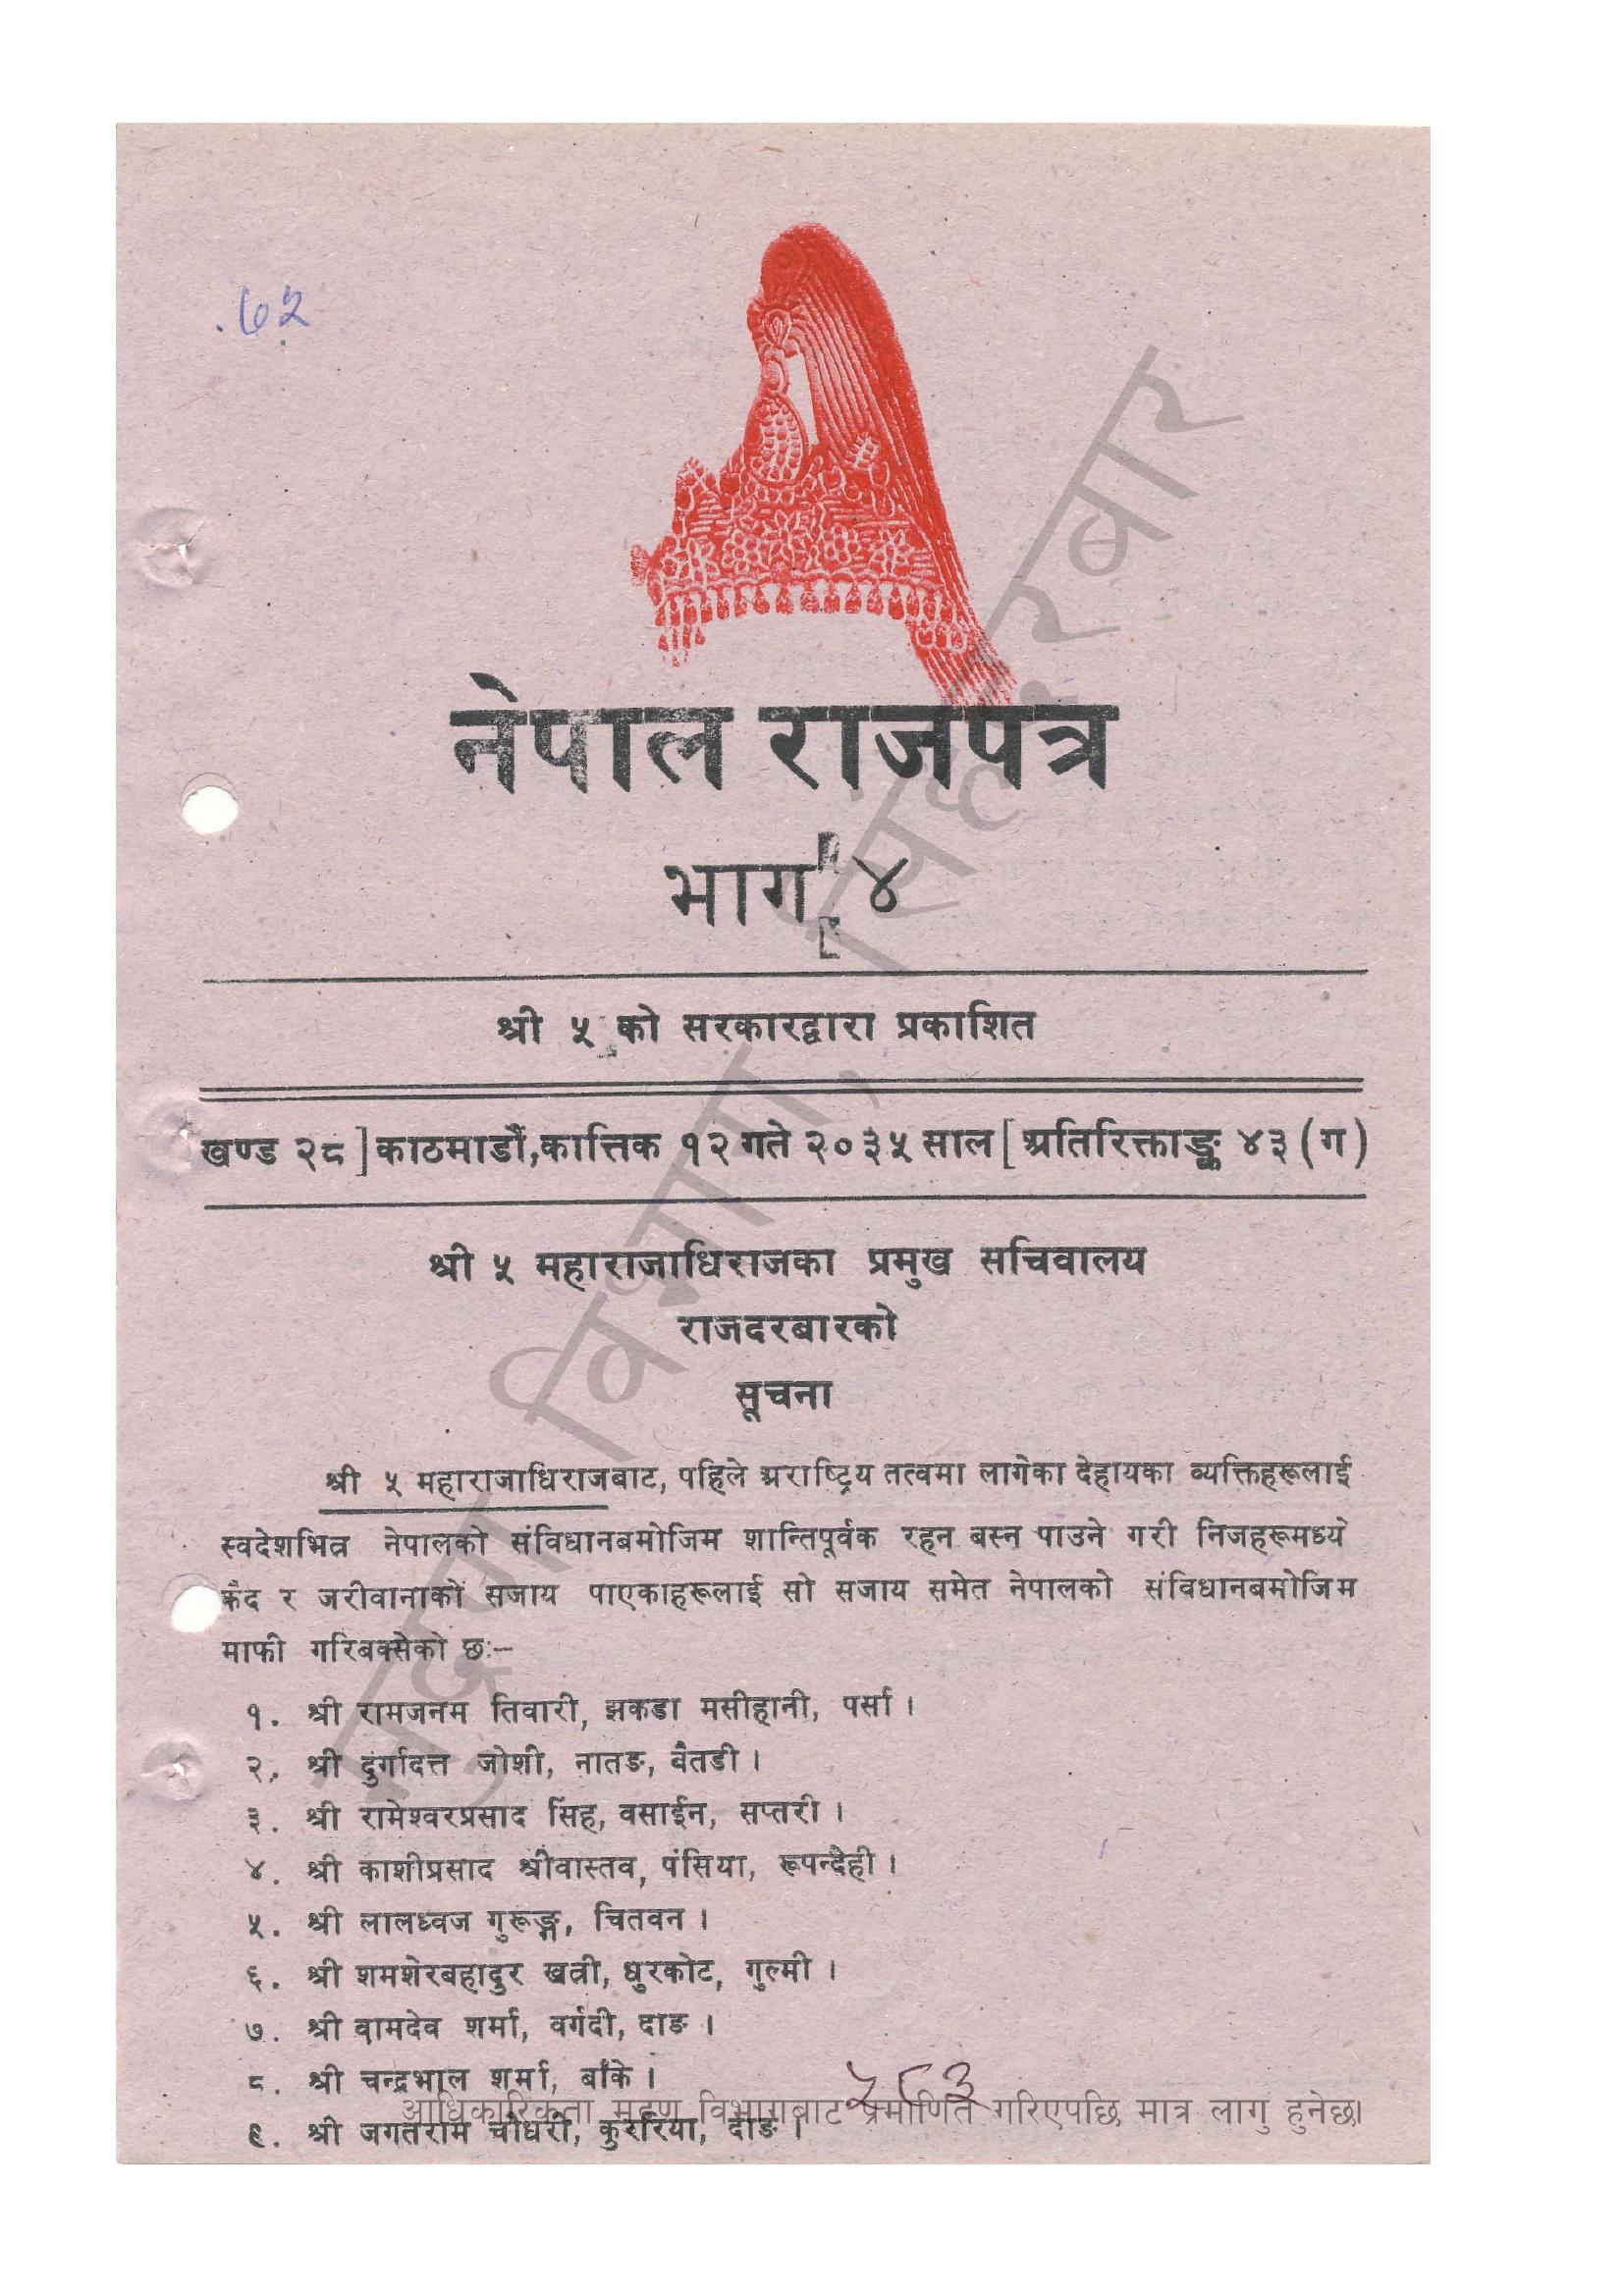 .७२
नेपाल राजपत्र
भाग ४
श्री ५ को सरकारद्वारा प्रकाशित
खण्ड २८ ] काठमाडौं, कात्तिक १२ गते २०३५ साल [ अतिरिक्ताङ्क ४३ (ग)
श्री ५ महाराजाधिराजका प्रमुख सचिवालय
राजदरबारको
सूचना
श्री ५ महाराजाधिराजबाट, पहिले अराष्ट्रिय तत्वमा लागेका देहायका व्यक्तिहरूलाई
स्वदेशभित्र नेपालको संविधानबमोजिम शान्तिपूर्वक रहन बस्न पाउने गरी निजहरूमध्ये
कैद र जरीवानाको सजाय पाएकाहरूलाई सो सजाय समेत नेपालको संविधानबमोजिम
माफी गरिबक्सेको छः–
१. श्री रामजनम तिवारी, झकडा मसीहानी, पर्सा ।
२. श्री दुर्गादत्त जोशी, नातङ, बैतडी ।
३. श्री रामेश्वरप्रसाद सिंह, वसाईन, सप्तरी ।
४. श्री काशीप्रसाद श्रीवास्तव, पंसिया, रूपन्देही ।
५. श्री लालध्वज गुरूङ्ग, चितवन ।
६. श्री शमशेरबहादुर खत्री, धुरकोट, गुल्मी ।
७. श्री वामदेव शर्मा, वर्गदी, दाङ ।
८. श्री चन्द्रभाल शर्मा, बाँके ।
५८३
आधिकारिकता मुद्रण विभागबाट प्रमाणित गरिएपछि मात्र लागु हुनेछ।
९. श्री जगतराम चौधरी, कुररिया, दाङ ।
मुद्रण विभाग, सिंहदरबार